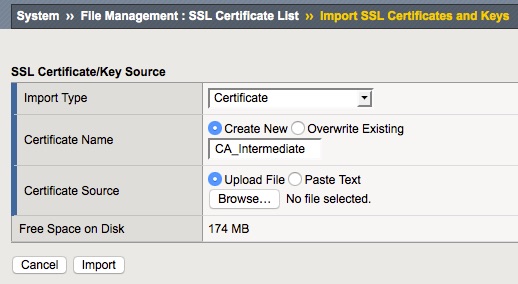 System ›› File Management : SSL Certificate List ›› Import SSL Certificates and Keys
SSL Certificate/Key Source
Import Type Certificate
Certificate Name Create New Overwrite Existing
CA_Intermediate
Certificate Source Upload File Paste Text
Browse... No file selected.
Free Space on Disk 174 MB
Cancel Import